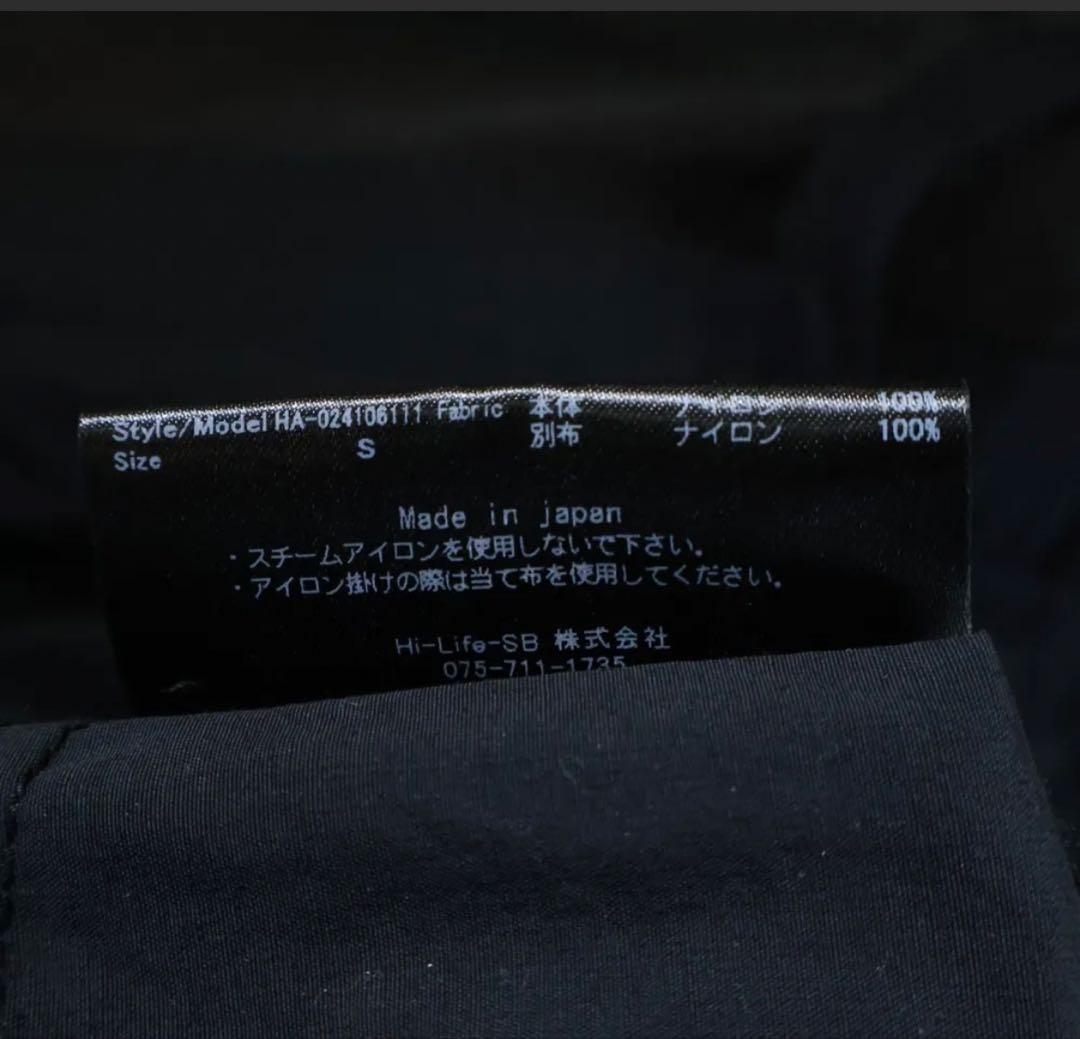 Style/Model HA-024106111 Fabric 本体 ナイロン 100%
Size S 別布 ナイロン 100%
Made in japan
・スチームアイロンを使用しないで下さい。
・アイロン掛けの際は当て布を使用してください。
Hi-Life-SB 株式会社
075-711-1735